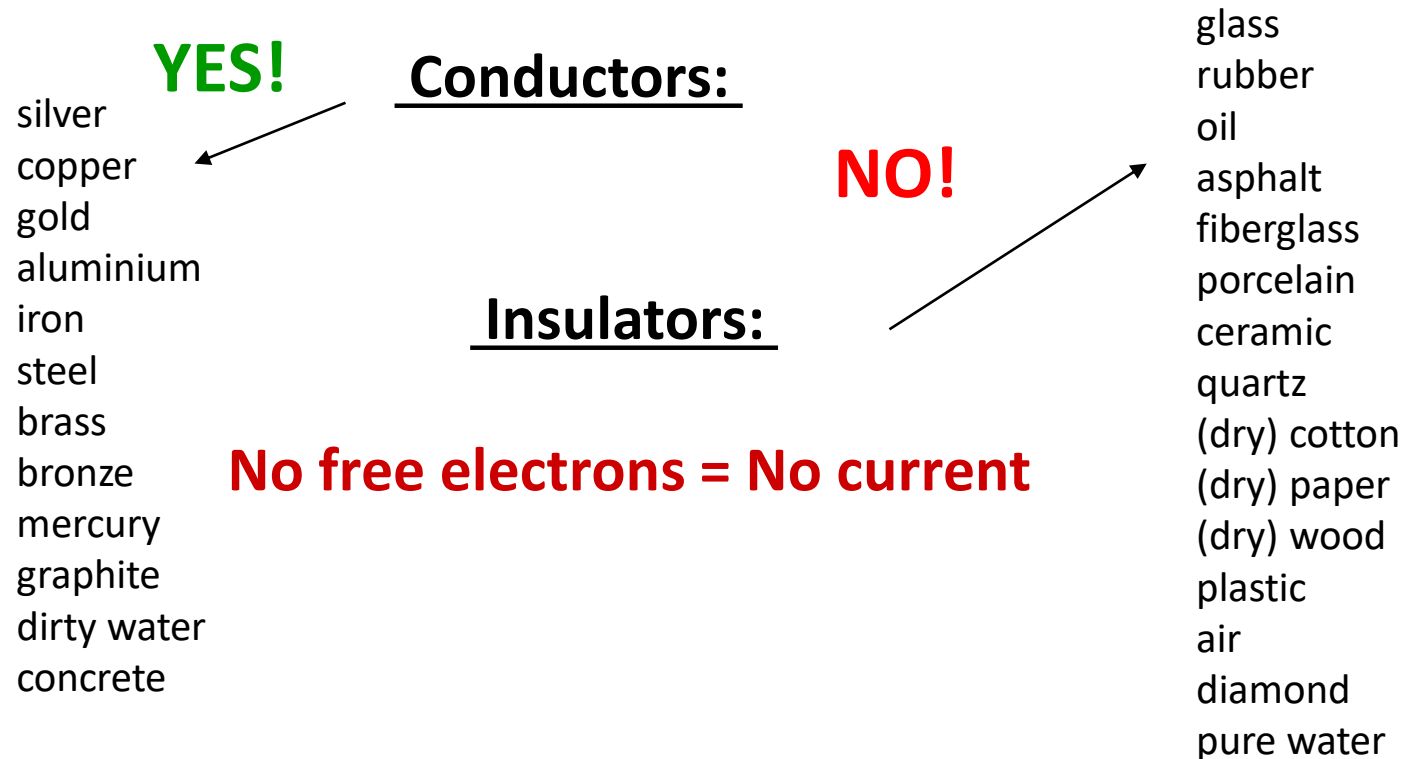 YES!
Conductors:
silver
copper
gold
aluminium
iron
steel
brass
bronze
mercury
graphite
dirty water
concrete
NO!
Insulators:
No free electrons = No current
glass
rubber
oil
asphalt
fiberglass
porcelain
ceramic
quartz
(dry) cotton
(dry) paper
(dry) wood
plastic
air
diamond
pure water